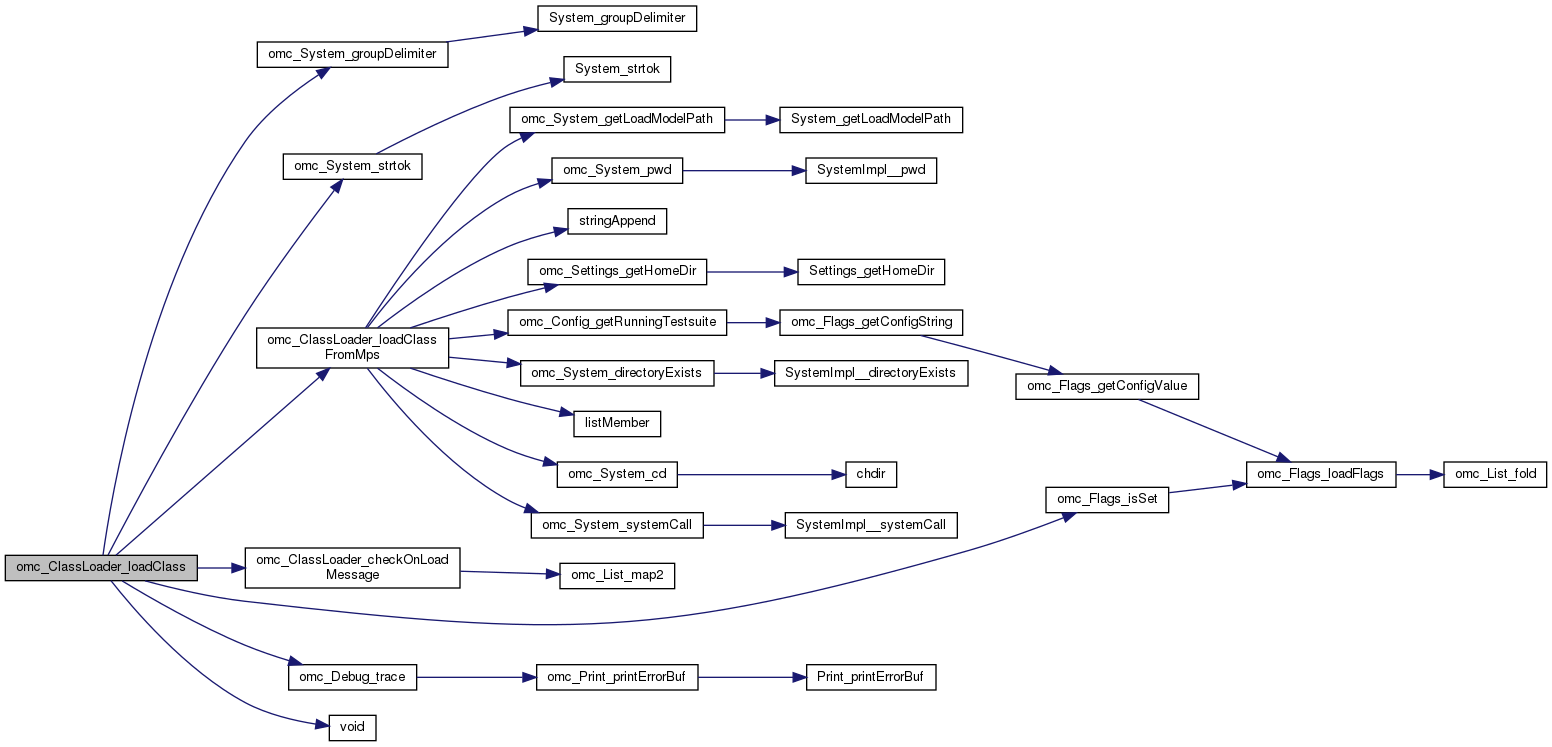 System_groupDelimiter
omc_System_groupDelimiter
System_strtok
omc_System_getLoadModelPath
System_getLoadModelPath
omc_System_strtok
omc_System_pwd
SystemImpl__pwd
stringAppend
omc_Settings_getHomeDir
Settings_getHomeDir
omc_Config_getRunningTestsuite
omc_Flags_getConfigString
omc_ClassLoader_loadClass
FromMps
omc_System_directoryExists
SystemImpl__directoryExists
omc_Flags_getConfigValue
listMember
omc_System_cd
chdir
omc_Flags_loadFlags
omc_List_fold
omc_Flags_isSet
omc_System_systemCall
SystemImpl__systemCall
omc_ClassLoader_loadClass
omc_ClassLoader_checkOnLoad
Message
omc_List_map2
omc_Debug_trace
omc_Print_printErrorBuf
Print_printErrorBuf
void